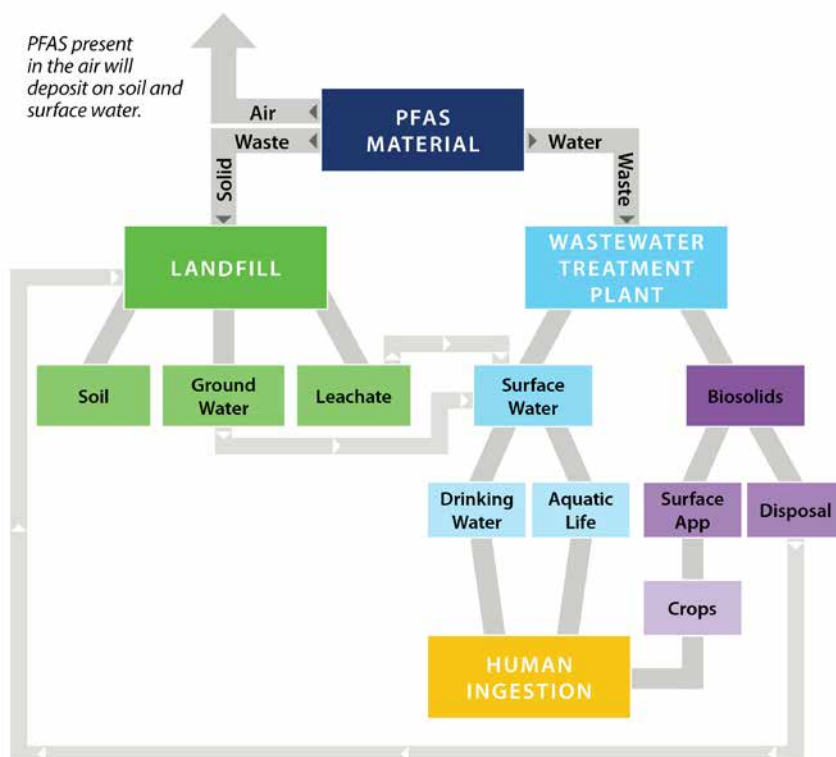 PFAS present
in the air will
deposit on soil and
surface water.
Air
Waste
Solid
PFAS
MATERIAL
Water
Waste
LANDFILL
WASTEWATER
TREATMENT
PLANT
Soil
Ground
Water
Leachate
Surface
Water
Biosolids
Drinking
Water
Aquatic
Life
Surface
App
Disposal
Crops
HUMAN
INGESTION